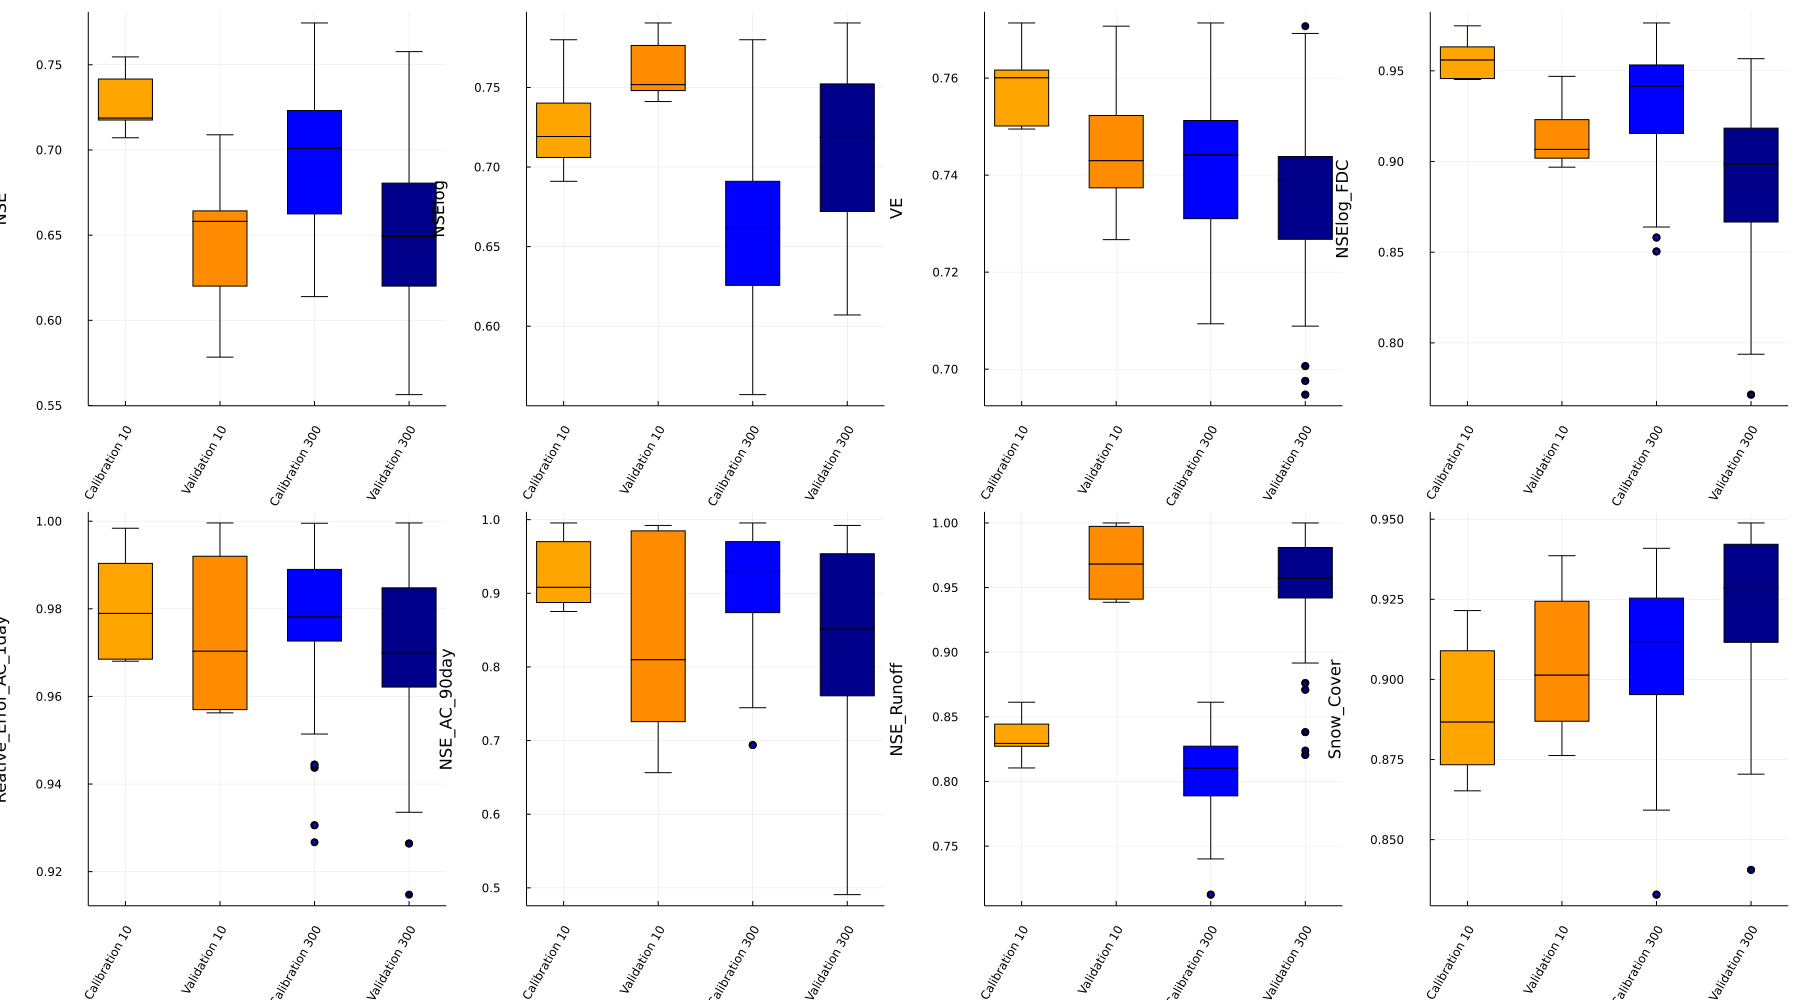 NSE
0.75
0.70
0.65
0.60
0.55
Calibration 10
Validation 10
Calibration 300
Validation 300
NSElog
0.75
0.70
0.65
0.60
Calibration 10
Validation 10
Calibration 300
Validation 300
VE
0.76
0.74
0.72
0.70
Calibration 10
Validation 10
Calibration 300
Validation 300
NSElog_FDC
0.95
0.90
0.85
0.80
Calibration 10
Validation 10
Calibration 300
Validation 300
Reative_Error_AC_1day
1.00
0.98
0.96
0.94
0.92
Calibration 10
Validation 10
Calibration 300
Validation 300
NSE_AC_90day
1.0
0.9
0.8
0.7
0.6
0.5
Calibration 10
Validation 10
Calibration 300
Validation 300
NSE_Runoff
1.00
0.95
0.90
0.85
0.80
0.75
Calibration 10
Validation 10
Calibration 300
Validation 300
Snow_Cover
0.950
0.925
0.900
0.875
0.850
Calibration 10
Validation 10
Calibration 300
Validation 300